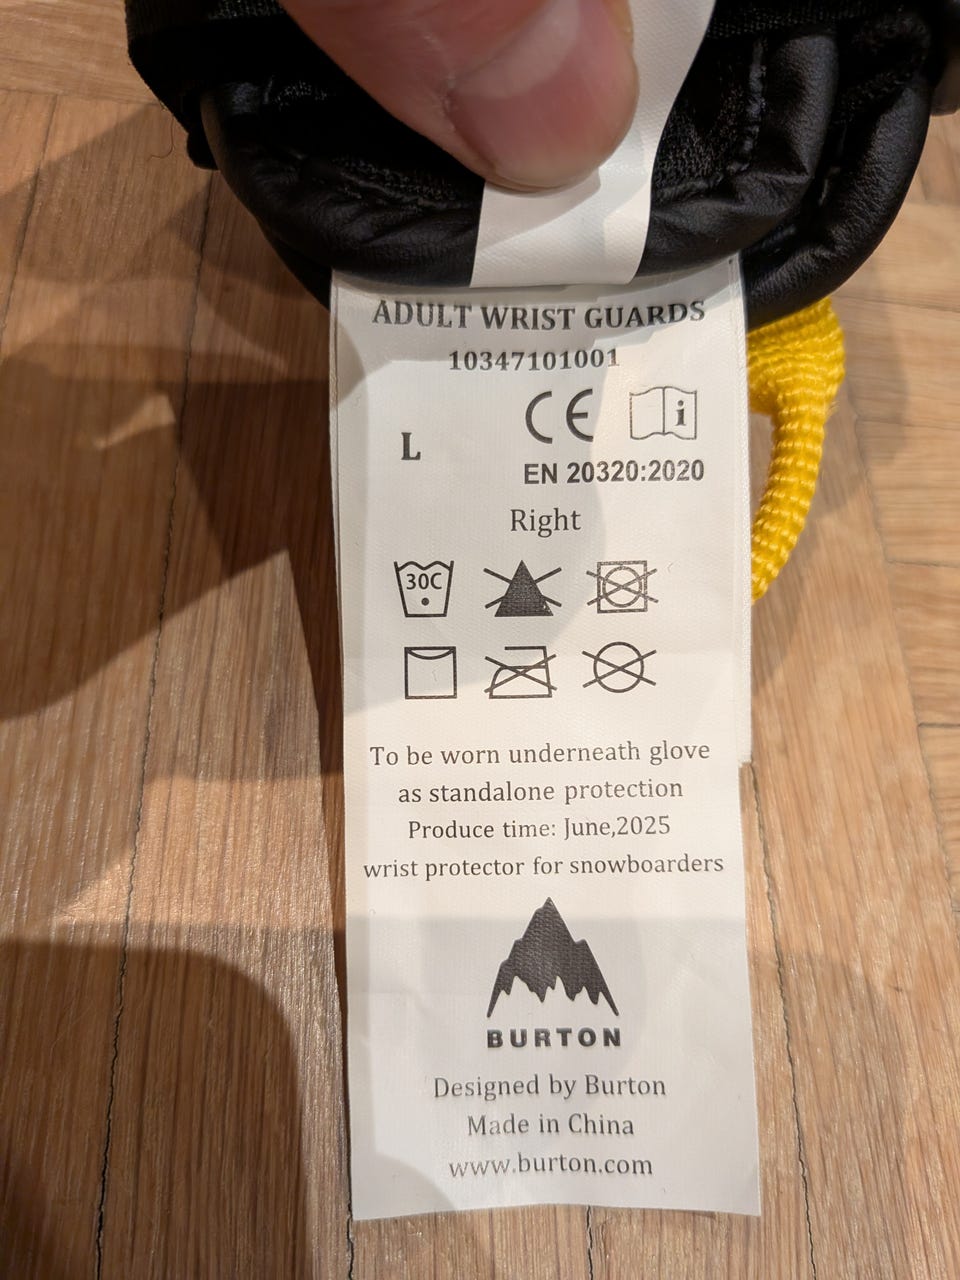 ADULT WRIST GUARDS
10347101001
CE
i
L
EN 20320:2020
Right
30C
To be worn underneath glove
as standalone protection
Produce time: June,2025
wrist protector for snowboarders
BURTON
Designed by Burton
Made in China
www.burton.com